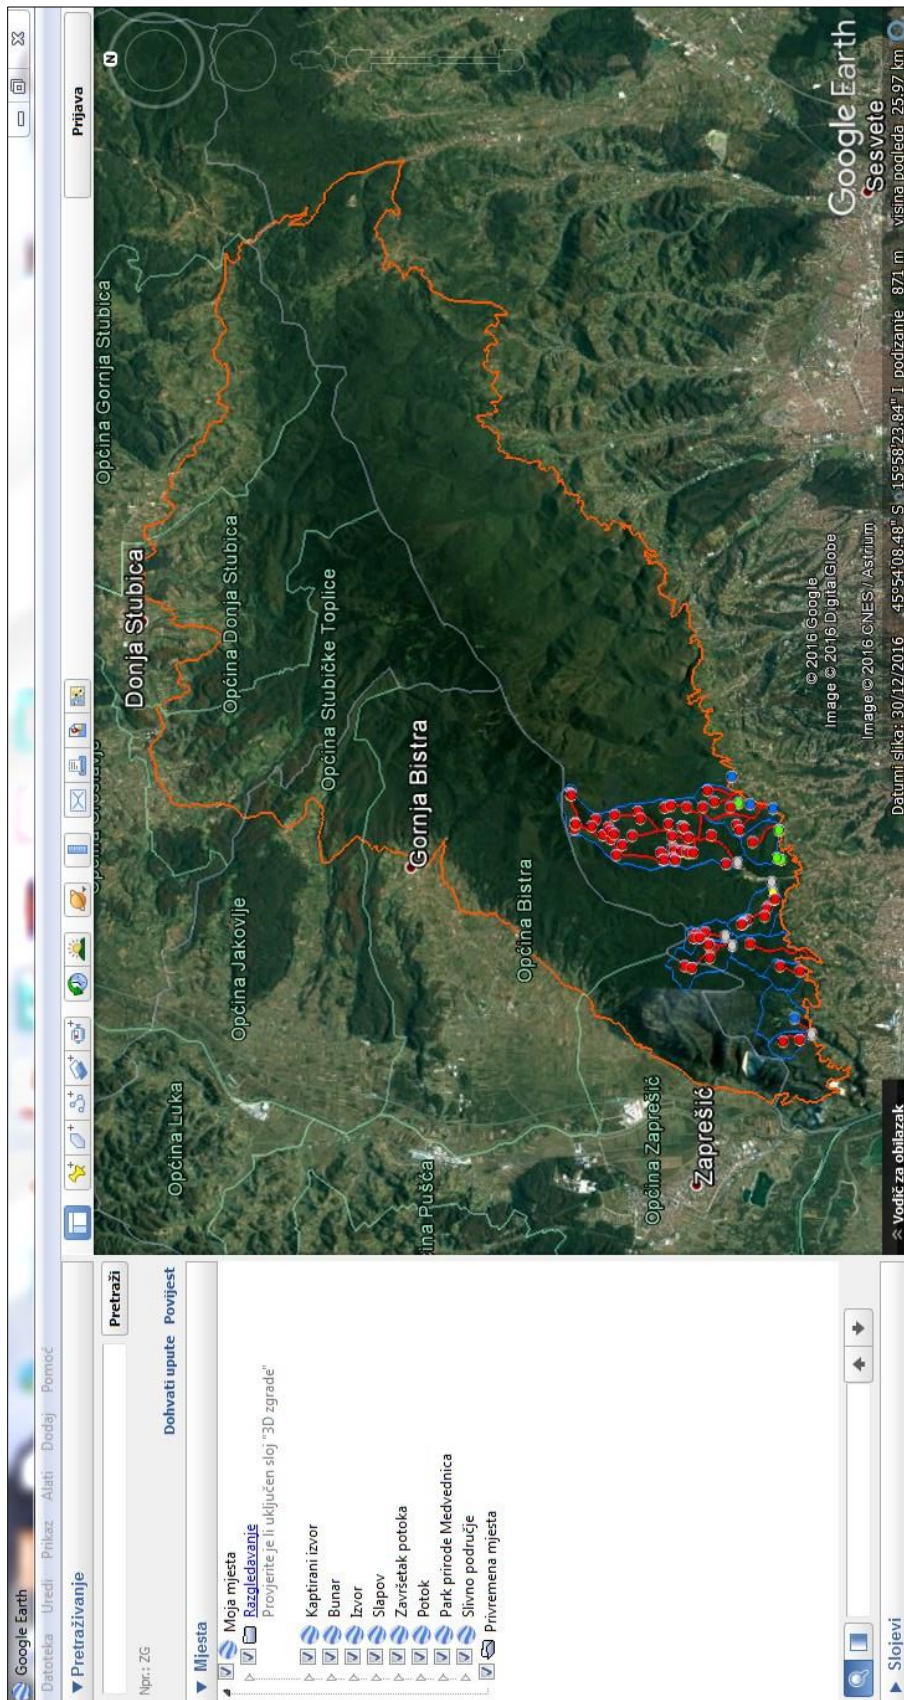 Google Earth
Datoteka Uredi Prikaz Alati Dodaj Pomoć
▼ Pretraživanje
Pretraži
Npr.: ZG
Dohvati upute Povijest
▼ Mjesta
Moja mjesta
Razgledavanje
Provjerite je li uključen sloj "3D zgrade"
Kaptirani izvor
Bunar
Izvor
Slapov
Završetak potoka
Potok
Park prirode Medvednica
Slivno područje
Privremena mjesta
► Slojevi
Prijava
N
Općina Gornja Stubica
Donja Stubica
Općina Donja Stubica
Općina Stubičke Toplice
Općina Luka
Općina Jakovlje
Gornja Bistra
ćina Pušća
Općina Bistra
Općina Zaprešić
Zaprešić
© 2016 Google
Image © 2016 DigitalGlobe
Image © 2016 CNES / Astrium
Google Earth
Sesvete
Vodič za obilazak
Datumi slika: 30/12/2016 45°54'08.48" S 15°58'23.84" I podizanje 871 m visina pogleda 25.97 km